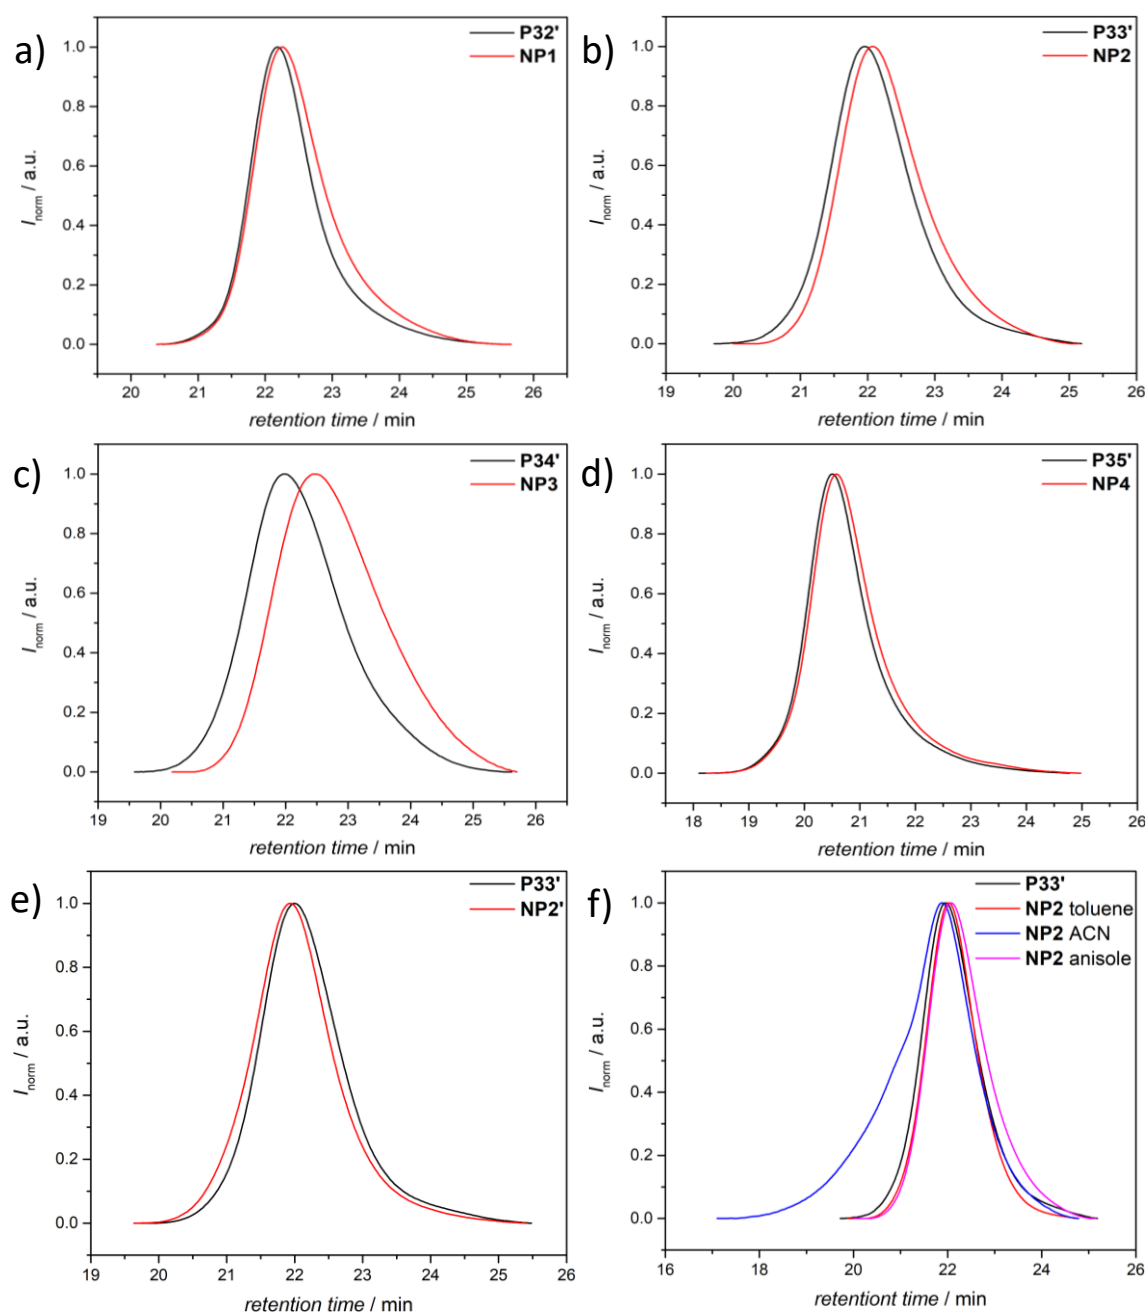 a)
P32'
NP1
1.0
0.8
0.6
0.4
0.2
0.0
Inorm / a.u.
20 21 22 23 24 25 26
retention time / min
b)
P33'
NP2
1.0
0.8
0.6
0.4
0.2
0.0
Inorm / a.u.
19 20 21 22 23 24 25 26
retention time / min
c)
P34'
NP3
1.0
0.8
0.6
0.4
0.2
0.0
Inorm / a.u.
19 20 21 22 23 24 25 26
retention time / min
d)
P35'
NP4
1.0
0.8
0.6
0.4
0.2
0.0
Inorm / a.u.
18 19 20 21 22 23 24 25 26
retention time / min
e)
P33'
NP2'
1.0
0.8
0.6
0.4
0.2
0.0
Inorm / a.u.
19 20 21 22 23 24 25 26
retention time / min
f)
P33'
NP2 toluene
NP2 ACN
NP2 anisole
1.0
0.8
0.6
0.4
0.2
0.0
Inorm / a.u.
16 18 20 22 24 26
retentiont time / min